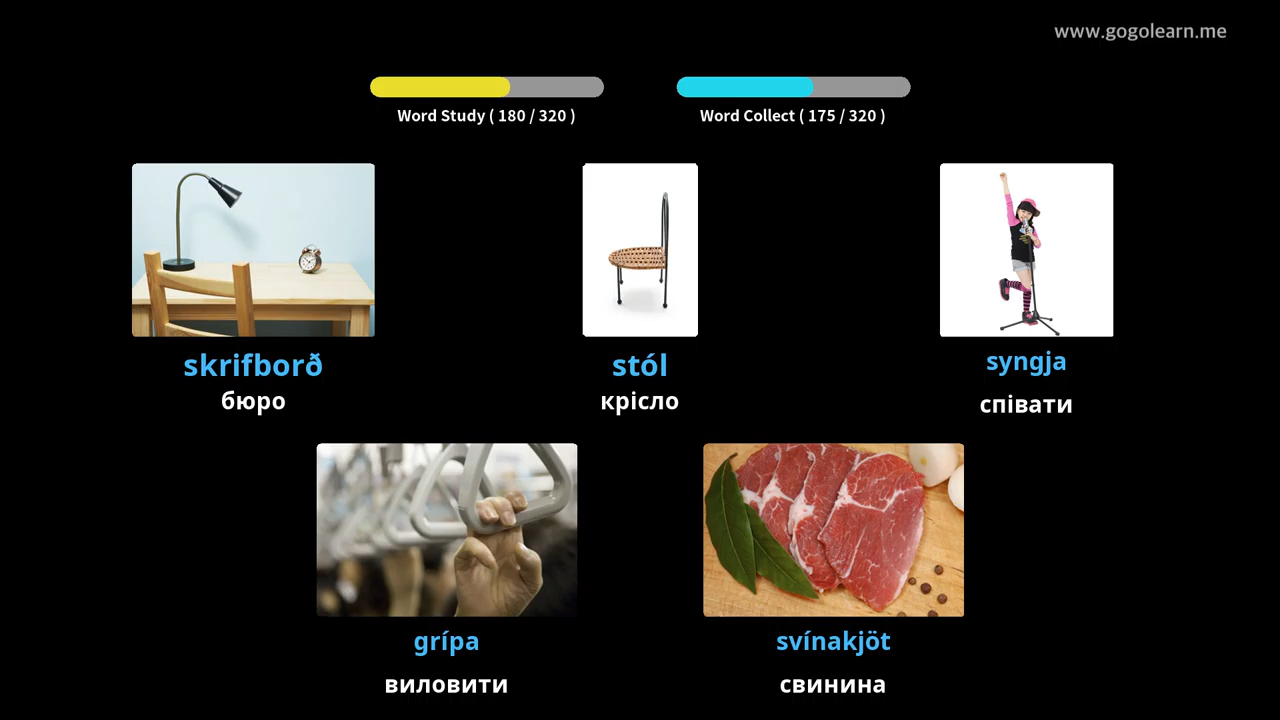 www.gogolearn.me
Word Study ( 180 / 320 )
Word Collect ( 175 / 320 )
skrifborð
бюро
stól
крісло
syngja
співати
grípa
виловити
svínakjöt
свинина